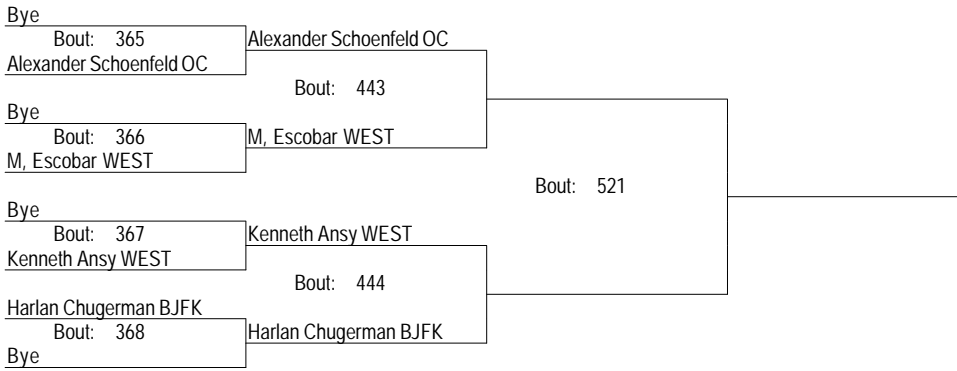 Bye
Bout: 365
Alexander Schoenfeld OC
Alexander Schoenfeld OC
Bout: 443
Bye
Bout: 366
M, Escobar WEST
M, Escobar WEST
Bout: 521
Bye
Bout: 367
Kenneth Ansy WEST
Kenneth Ansy WEST
Bout: 444
Harlan Chugerman BJFK
Bout: 368
Harlan Chugerman BJFK
Bye